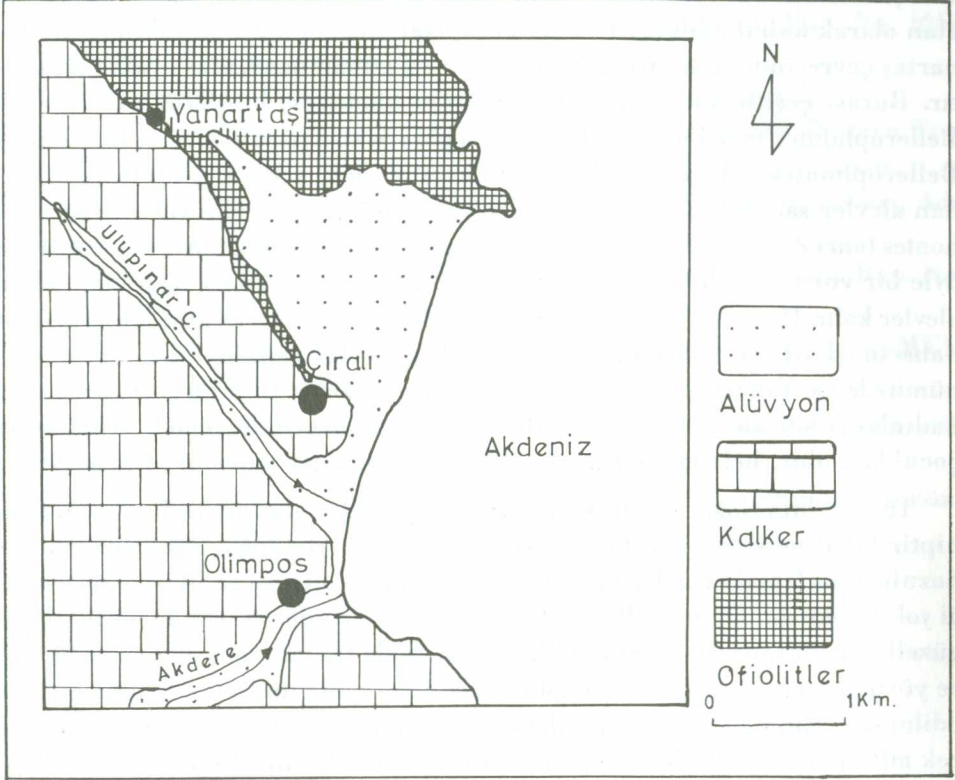 N
Yanartaş
Ulupınar Ç.
Çıralı
Akdeniz
Olimpos
Akdere
Alüvyon
Kalker
Ofiolitler
0 1Km.